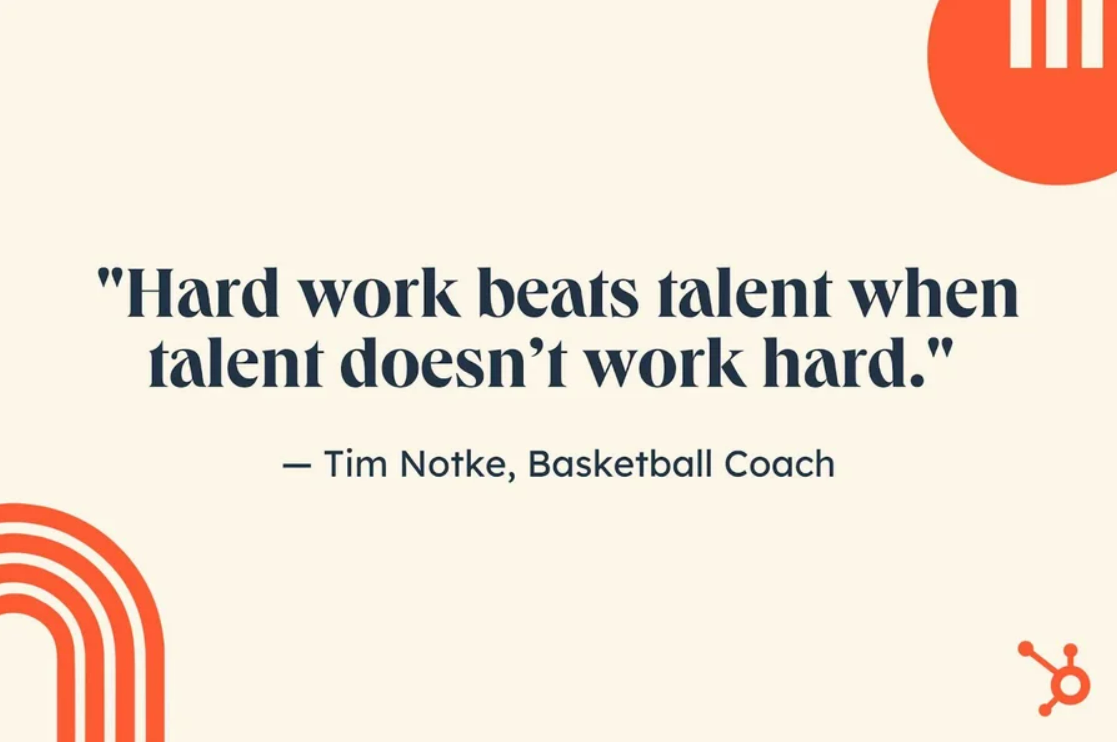 "Hard work beats talent when
talent doesn’t work hard."
— Tim Notke, Basketball Coach